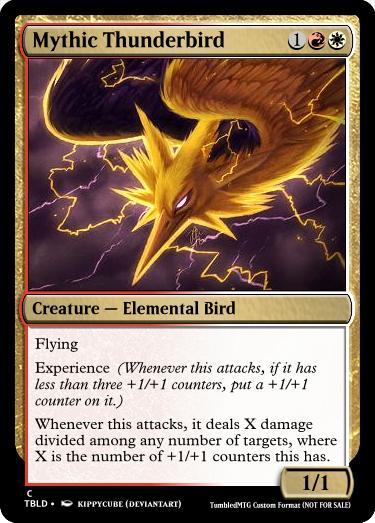 Mythic Thunderbird 1
Creature — Elemental Bird
Flying
Experience (Whenever this attacks, if it has
less than three +1/+1 counters, put a +1/+1
counter on it.)
Whenever this attacks, it deals X damage
divided among any number of targets, where
X is the number of +1/+1 counters this has.
1/1
C
TBLD • KIPPYCUBE (DEVIANTART)
TumbledMTG Custom Format (NOT FOR SALE)